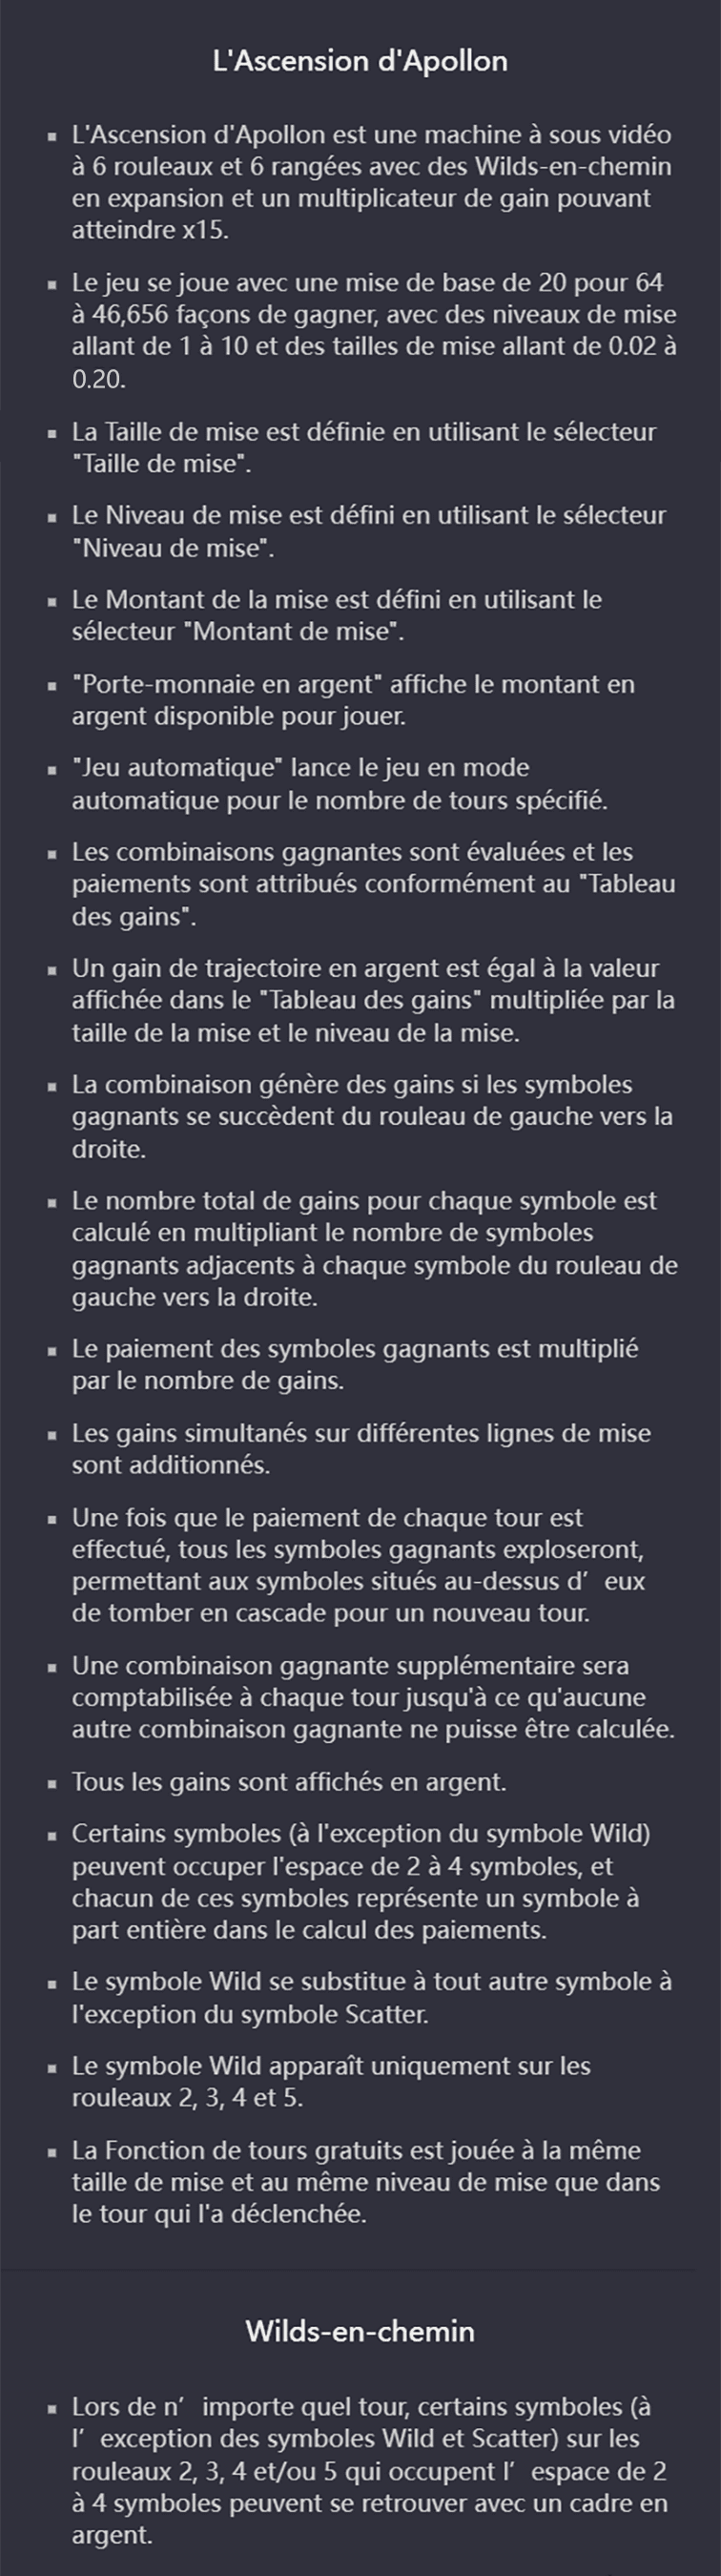 L'Ascension d'Apollon
▪ L'Ascension d'Apollon est une machine à sous vidéo
à 6 rouleaux et 6 rangées avec des Wilds-en-chemin
en expansion et un multiplicateur de gain pouvant
atteindre x15.
▪ Le jeu se joue avec une mise de base de 20 pour 64
à 46,656 façons de gagner, avec des niveaux de mise
allant de 1 à 10 et des tailles de mise allant de 0.02 à
0.20.
▪ La Taille de mise est définie en utilisant le sélecteur
"Taille de mise".
▪ Le Niveau de mise est défini en utilisant le sélecteur
"Niveau de mise".
▪ Le Montant de la mise est défini en utilisant le
sélecteur "Montant de mise".
▪ "Porte-monnaie en argent" affiche le montant en
argent disponible pour jouer.
▪ "Jeu automatique" lance le jeu en mode
automatique pour le nombre de tours spécifié.
▪ Les combinaisons gagnantes sont évaluées et les
paiements sont attribués conformément au "Tableau
des gains".
▪ Un gain de trajectoire en argent est égal à la valeur
affichée dans le "Tableau des gains" multipliée par la
taille de la mise et le niveau de la mise.
▪ La combinaison génère des gains si les symboles
gagnants se succèdent du rouleau de gauche vers la
droite.
▪ Le nombre total de gains pour chaque symbole est
calculé en multipliant le nombre de symboles
gagnants adjacents à chaque symbole du rouleau de
gauche vers la droite.
▪ Le paiement des symboles gagnants est multiplié
par le nombre de gains.
▪ Les gains simultanés sur différentes lignes de mise
sont additionnés.
▪ Une fois que le paiement de chaque tour est
effectué, tous les symboles gagnants exploseront,
permettant aux symboles situés au-dessus d’ eux
de tomber en cascade pour un nouveau tour.
▪ Une combinaison gagnante supplémentaire sera
comptabilisée à chaque tour jusqu'à ce qu'aucune
autre combinaison gagnante ne puisse être calculée.
▪ Tous les gains sont affichés en argent.
▪ Certains symboles (à l'exception du symbole Wild)
peuvent occuper l'espace de 2 à 4 symboles, et
chacun de ces symboles représente un symbole à
part entière dans le calcul des paiements.
▪ Le symbole Wild se substitue à tout autre symbole à
l'exception du symbole Scatter.
▪ Le symbole Wild apparaît uniquement sur les
rouleaux 2, 3, 4 et 5.
▪ La Fonction de tours gratuits est jouée à la même
taille de mise et au même niveau de mise que dans
le tour qui l'a déclenchée.
Wilds-en-chemin
▪ Lors de n’ importe quel tour, certains symboles (à
l’ exception des symboles Wild et Scatter) sur les
rouleaux 2, 3, 4 et/ou 5 qui occupent l’ espace de 2
à 4 symboles peuvent se retrouver avec un cadre en
argent.